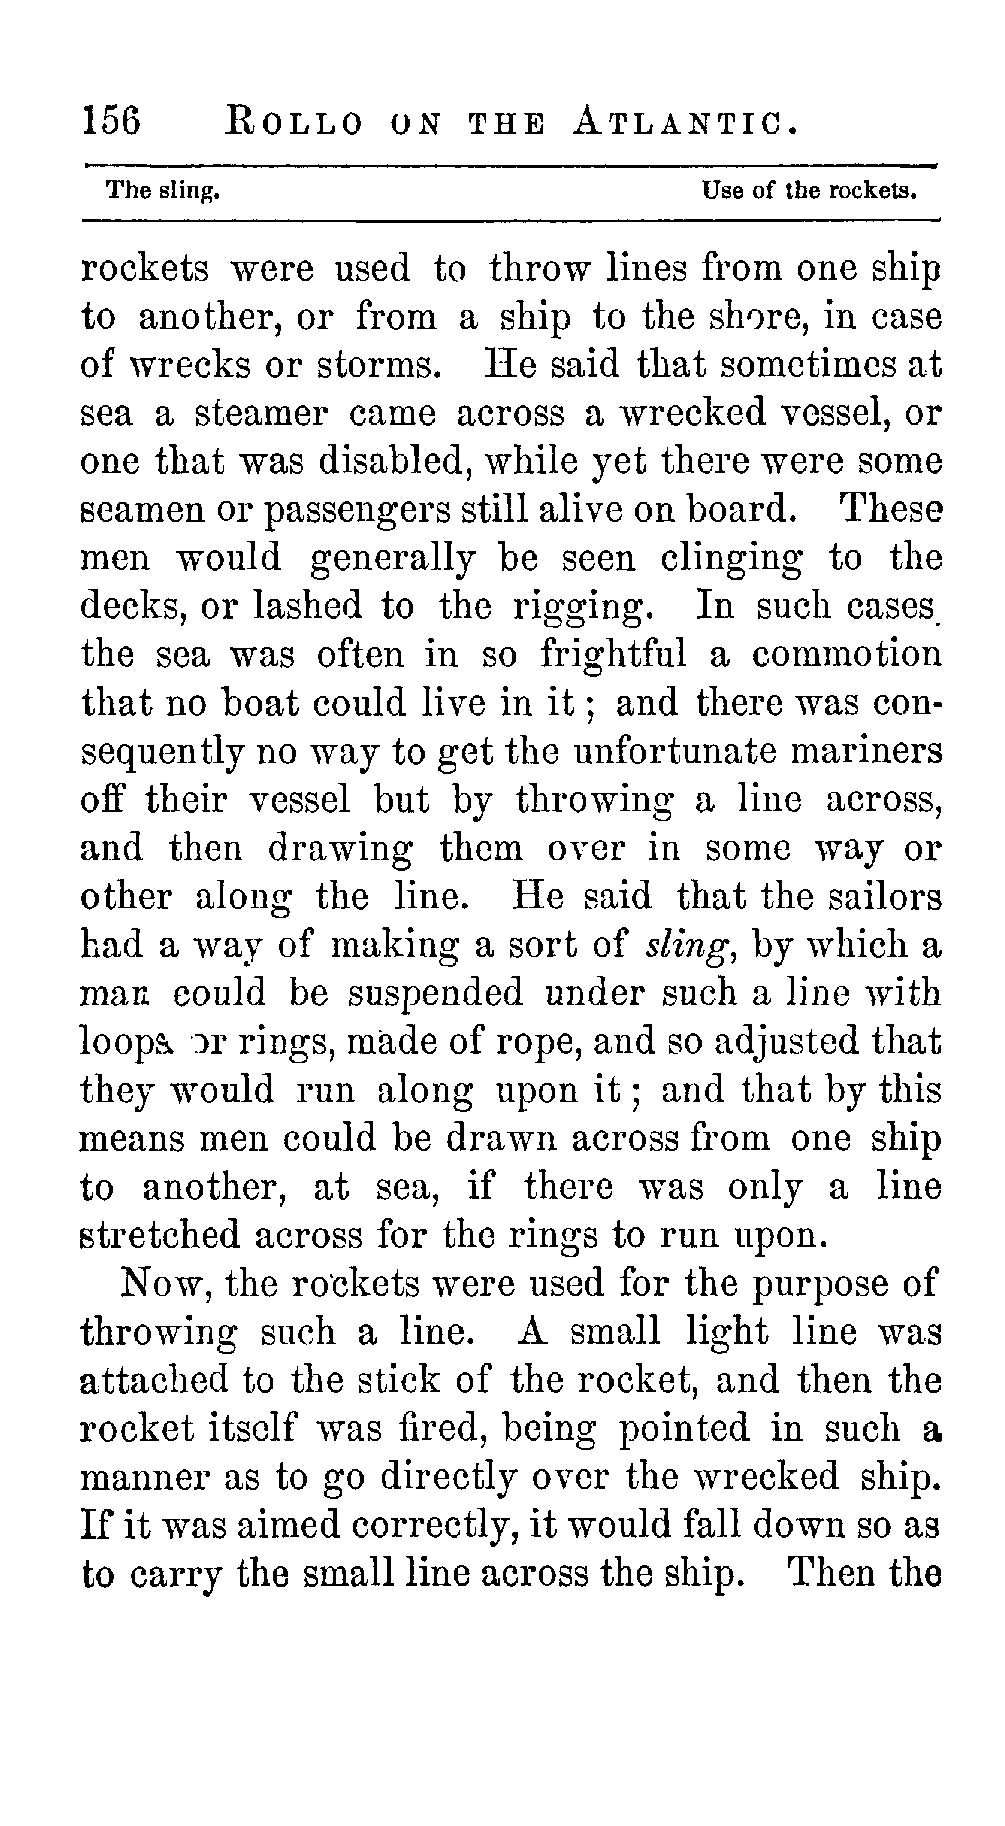 156 ROLLO ON THE ATLANTIC.
The sling. Use of the rockets.
rockets were used to throw lines from one ship
to another, or from a ship to the shore, in case
of wrecks or storms. He said that sometimes at
sea a steamer came across a wrecked vessel, or
one that was disabled, while yet there were some
seamen or passengers still alive on board. These
men would generally be seen clinging to the
decks, or lashed to the rigging. In such cases
the sea was often in so frightful a commotion
that no boat could live in it; and there was con-
sequently no way to get the unfortunate mariners
off their vessel but by throwing a line across,
and then drawing them over in some way or
other along the line. He said that the sailors
had a way of making a sort of sling, by which a
man could be suspended under such a line with
loops or rings, made of rope, and so adjusted that
they would run along upon it; and that by this
means men could be drawn across from one ship
to another, at sea, if there was only a line
stretched across for the rings to run upon.
Now, the rockets were used for the purpose of
throwing such a line. A small light line was
attached to the stick of the rocket, and then the
rocket itself was fired, being pointed in such a
manner as to go directly over the wrecked ship.
If it was aimed correctly, it would fall down so as
to carry the small line across the ship. Then the